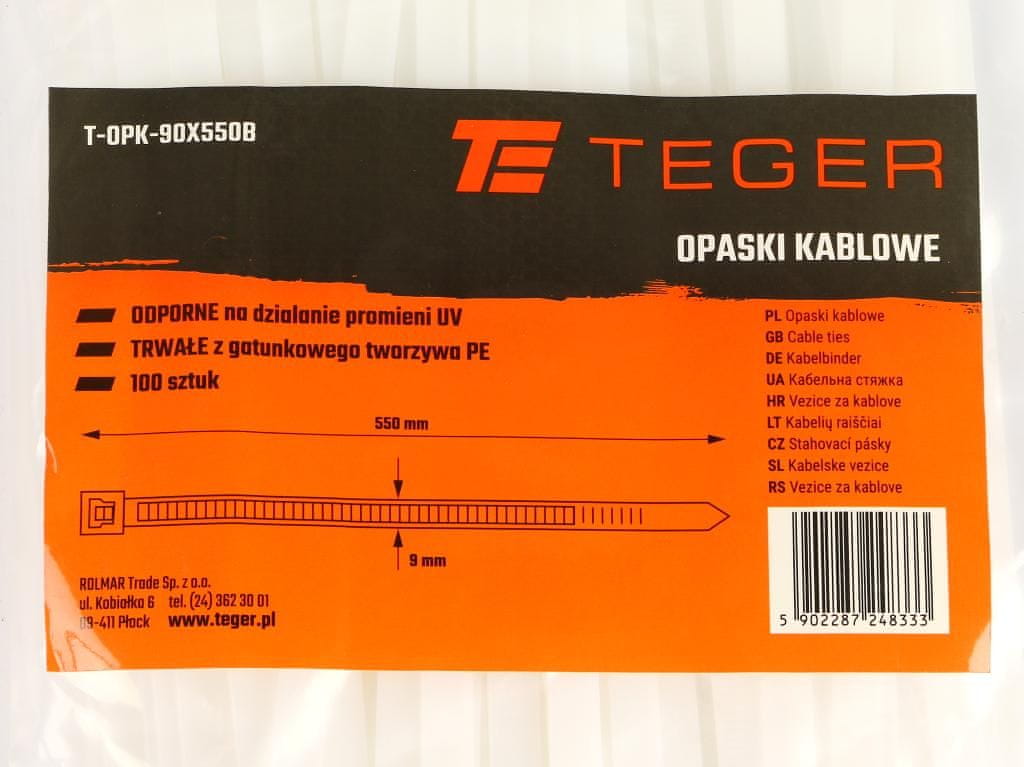 T-OPK-90X550B
TE TEGER
OPASKI KABLOWE
ODPORNE na działanie promieni UV
TRWAŁE z gatunkowego tworzywa PE
100 sztuk
550 mm
9 mm
PL Opaski kablowe
GB Cable ties
DE Kabelbinder
UA Кабельна стяжка
HR Vezice za kablove
LT Kabelių raiščiai
CZ Stahovací pásky
SL Kabelske vezice
RS Vezice za kablove
ROLMAR Trade Sp. z o.o.
ul. Kobiałka 6 tel. (24) 362 30 01
09-411 Płock www.teger.pl
5 902287 248333